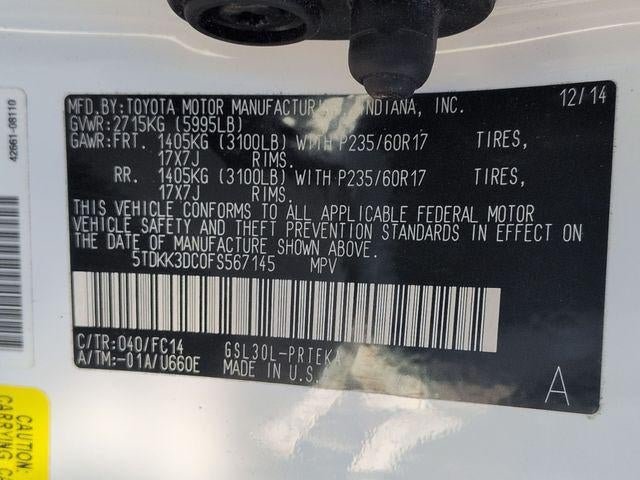 MFD.BY:TOYOTA MOTOR MANUFACTURING INDIANA, INC. 12/14
GVWR:2715KG (5995LB)
GAWR:FRT. 1405KG (3100LB) WITH P235/60R17 TIRES,
17X7J RIMS.
RR. 1405KG (3100LB) WITH P235/60R17 TIRES,
17X7J RIMS.
THIS VEHICLE CONFORMS TO ALL APPLICABLE FEDERAL MOTOR
VEHICLE SAFETY AND THEFT PREVENTION STANDARDS IN EFFECT ON
THE DATE OF MANUFACTURE SHOWN ABOVE.
5TDKK3DC0FS567145 MPV
C/TR:040/FC14 GSL30L-PRTEKA
A/TM:-01A/U660E MADE IN U.S.
A
42661-08110
CAUTION:
CARRYING